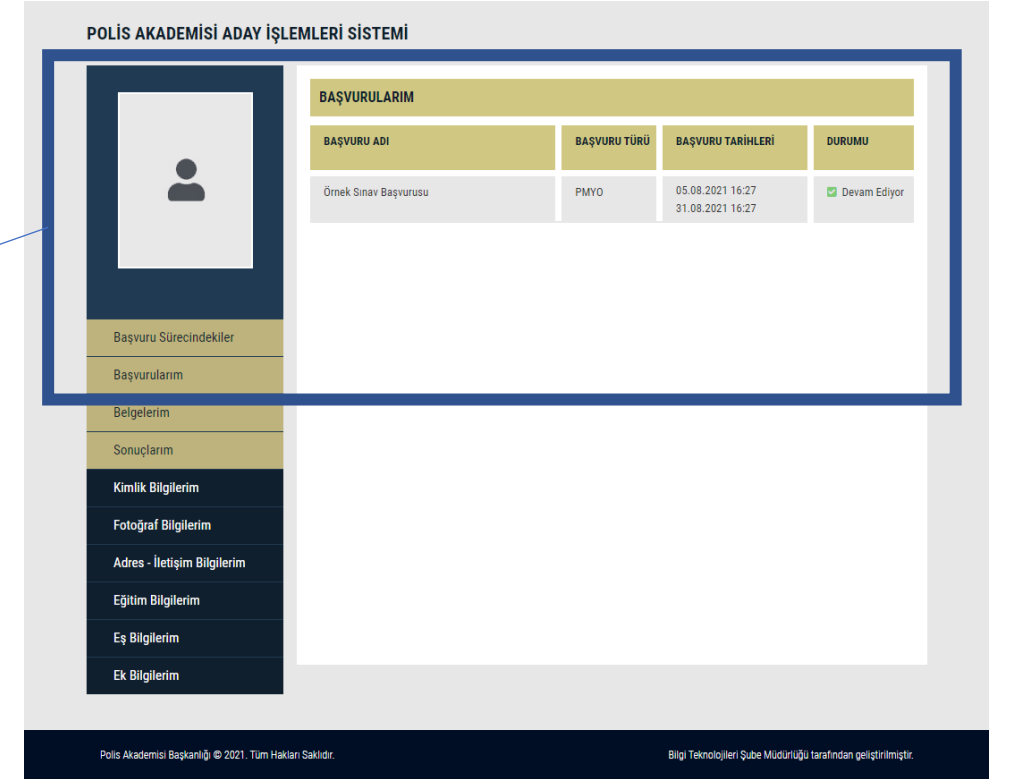 POLİS AKADEMİSİ ADAY İŞLEMLERİ SİSTEMİ
BAŞVURULARIM
BAŞVURU ADI BAŞVURU TÜRÜ BAŞVURU TARİHLERİ DURUMU
Örnek Sınav Başvurusu PMYO 05.08.2021 16:27 Devam Ediyor
31.08.2021 16:27
Başvuru Sürecindekiler
Başvurularım
Belgelerim
Sonuçlarım
Kimlik Bilgilerim
Fotoğraf Bilgilerim
Adres - İletişim Bilgilerim
Eğitim Bilgilerim
Eş Bilgilerim
Ek Bilgilerim
Polis Akademisi Başkanlığı © 2021. Tüm Hakları Saklıdır. Bilgi Teknolojileri Şube Müdürlüğü tarafından geliştirilmiştir.